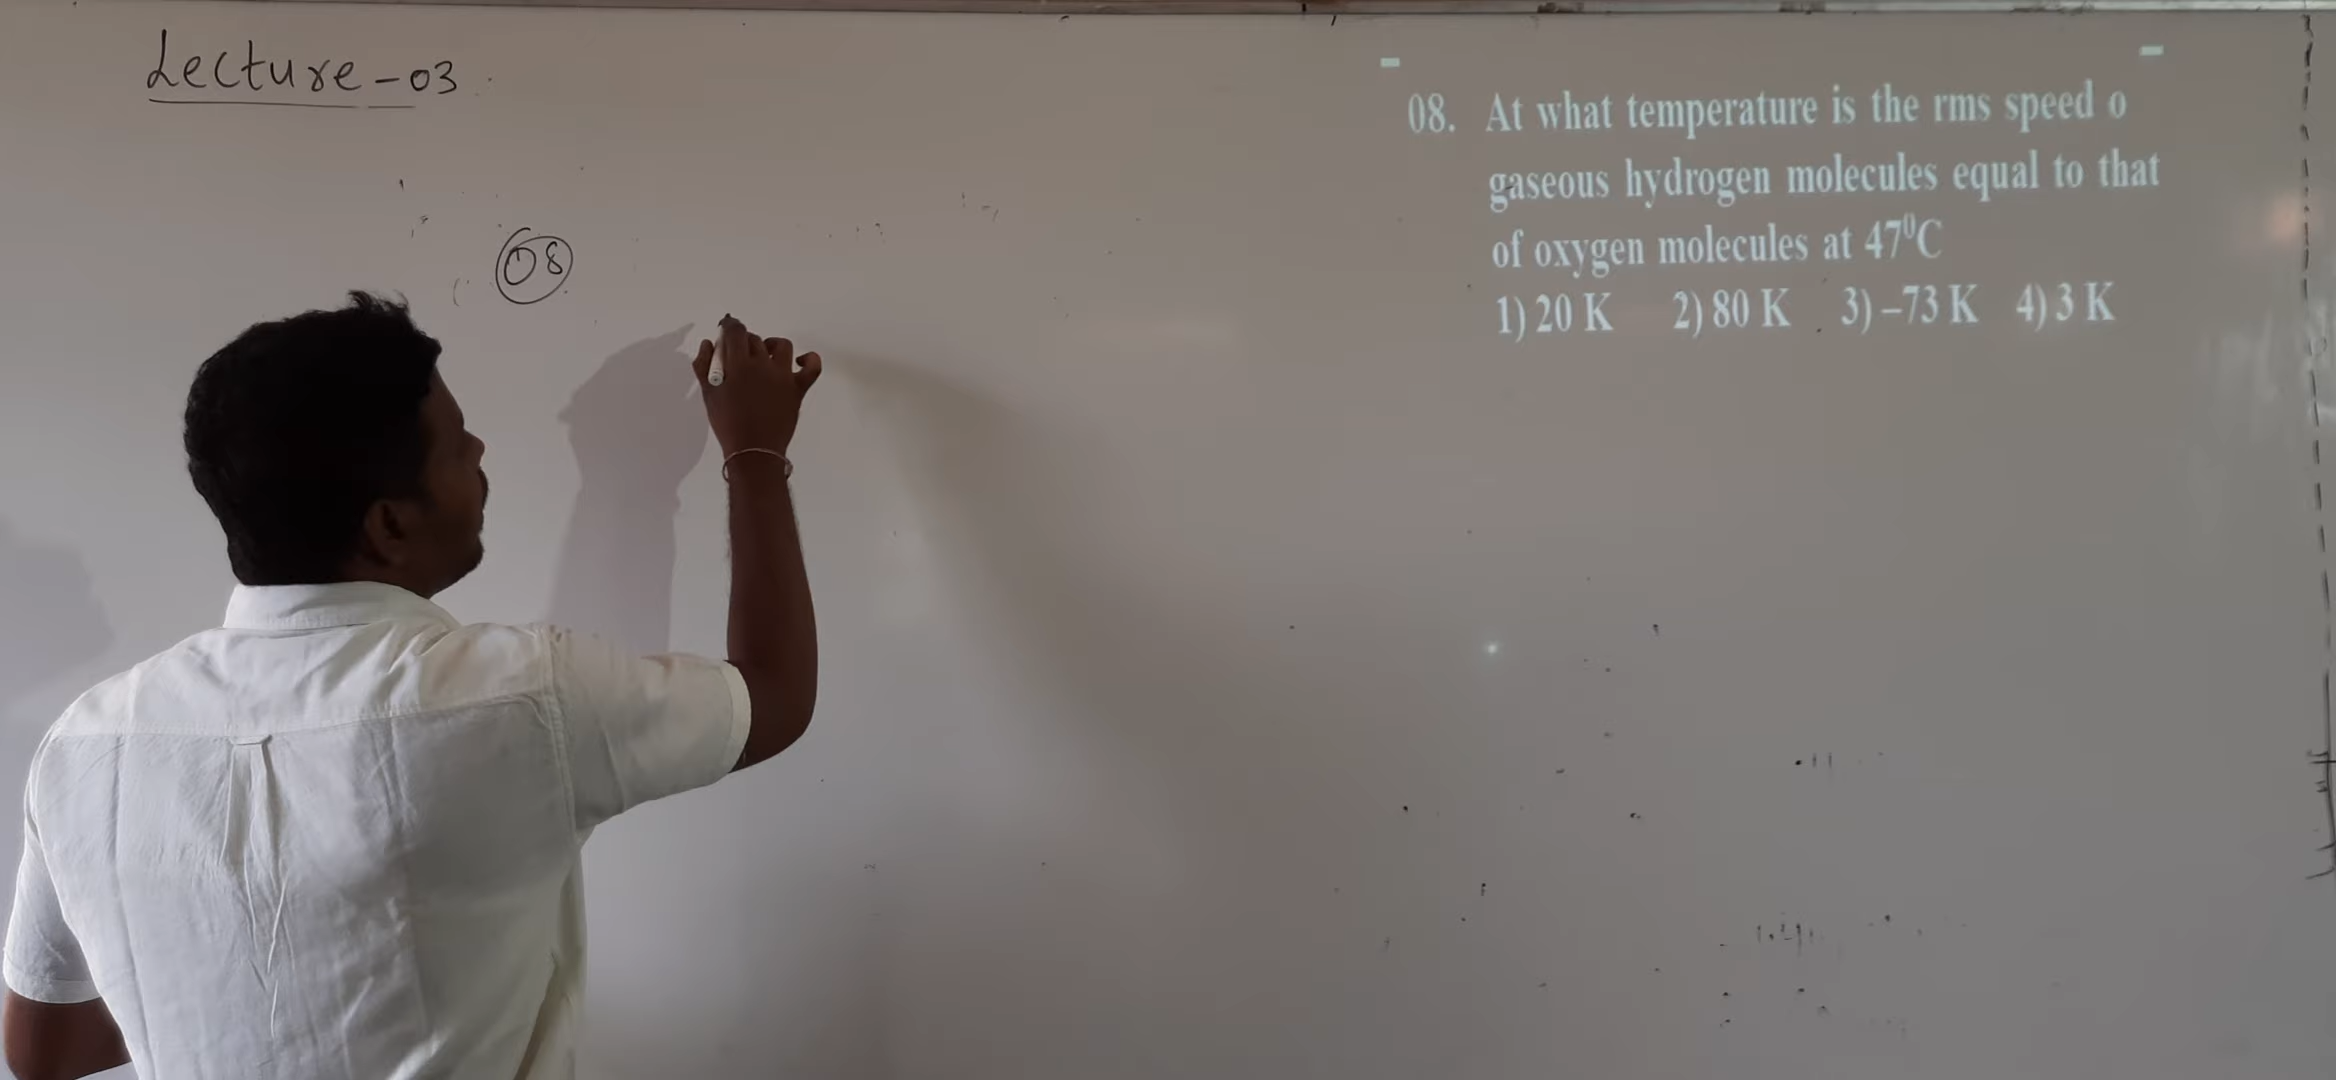 Lecture-03
08
08. At what temperature is the rms speed o
gaseous hydrogen molecules equal to that
of oxygen molecules at 47⁰C
1) 20 K 2) 80 K 3) –73 K 4) 3 K